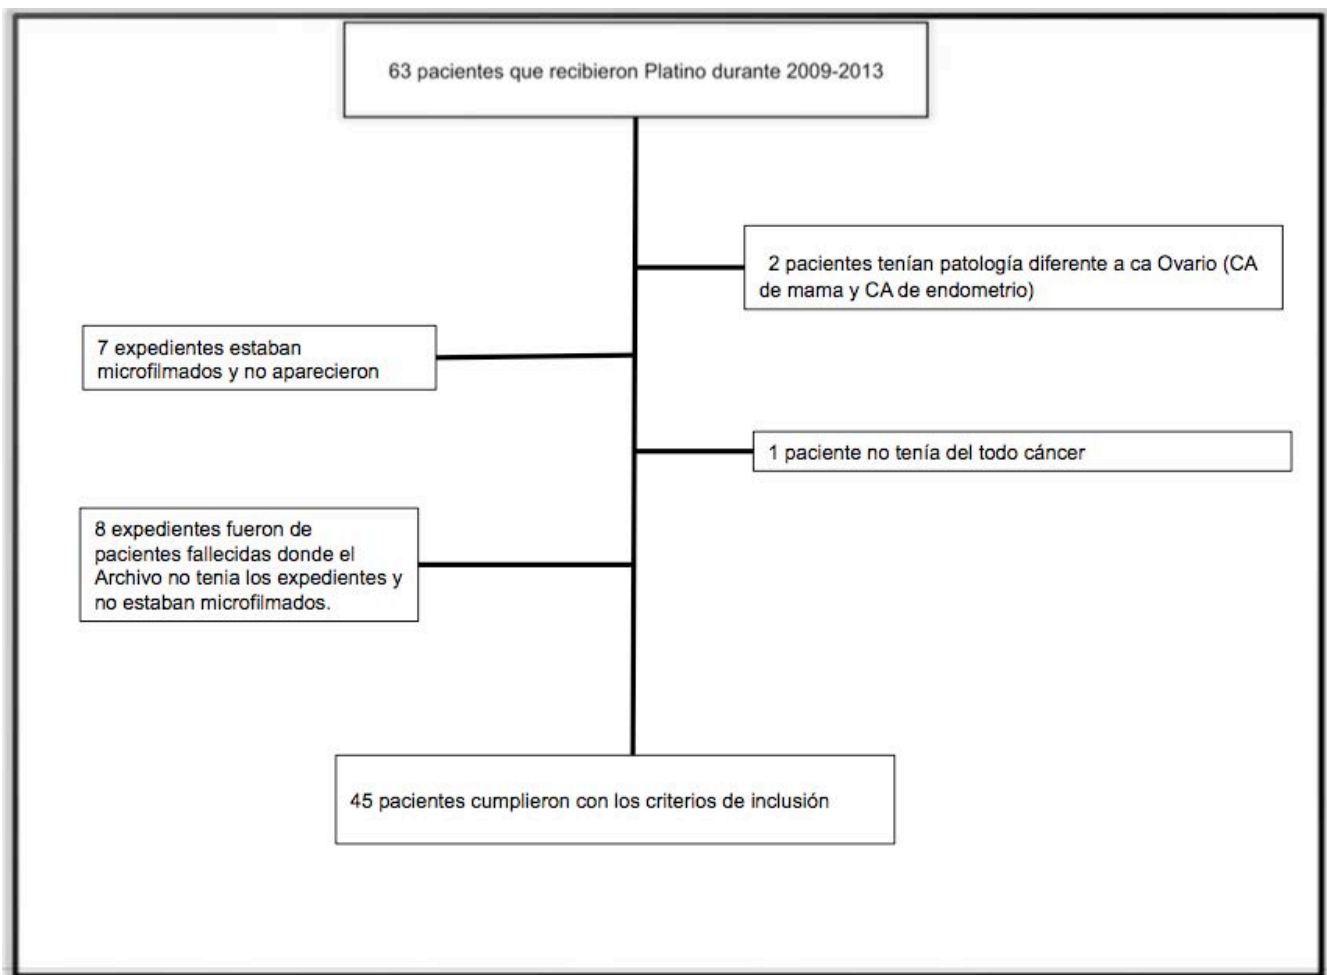 63 pacientes que recibieron Platino durante 2009-2013
2 pacientes tenían patología diferente a ca Ovario (CA
de mama y CA de endometrio)
7 expedientes estaban
microfilmados y no aparecieron
1 paciente no tenía del todo cáncer
8 expedientes fueron de
pacientes fallecidas donde el
Archivo no tenia los expedientes y
no estaban microfilmados.
45 pacientes cumplieron con los criterios de inclusión